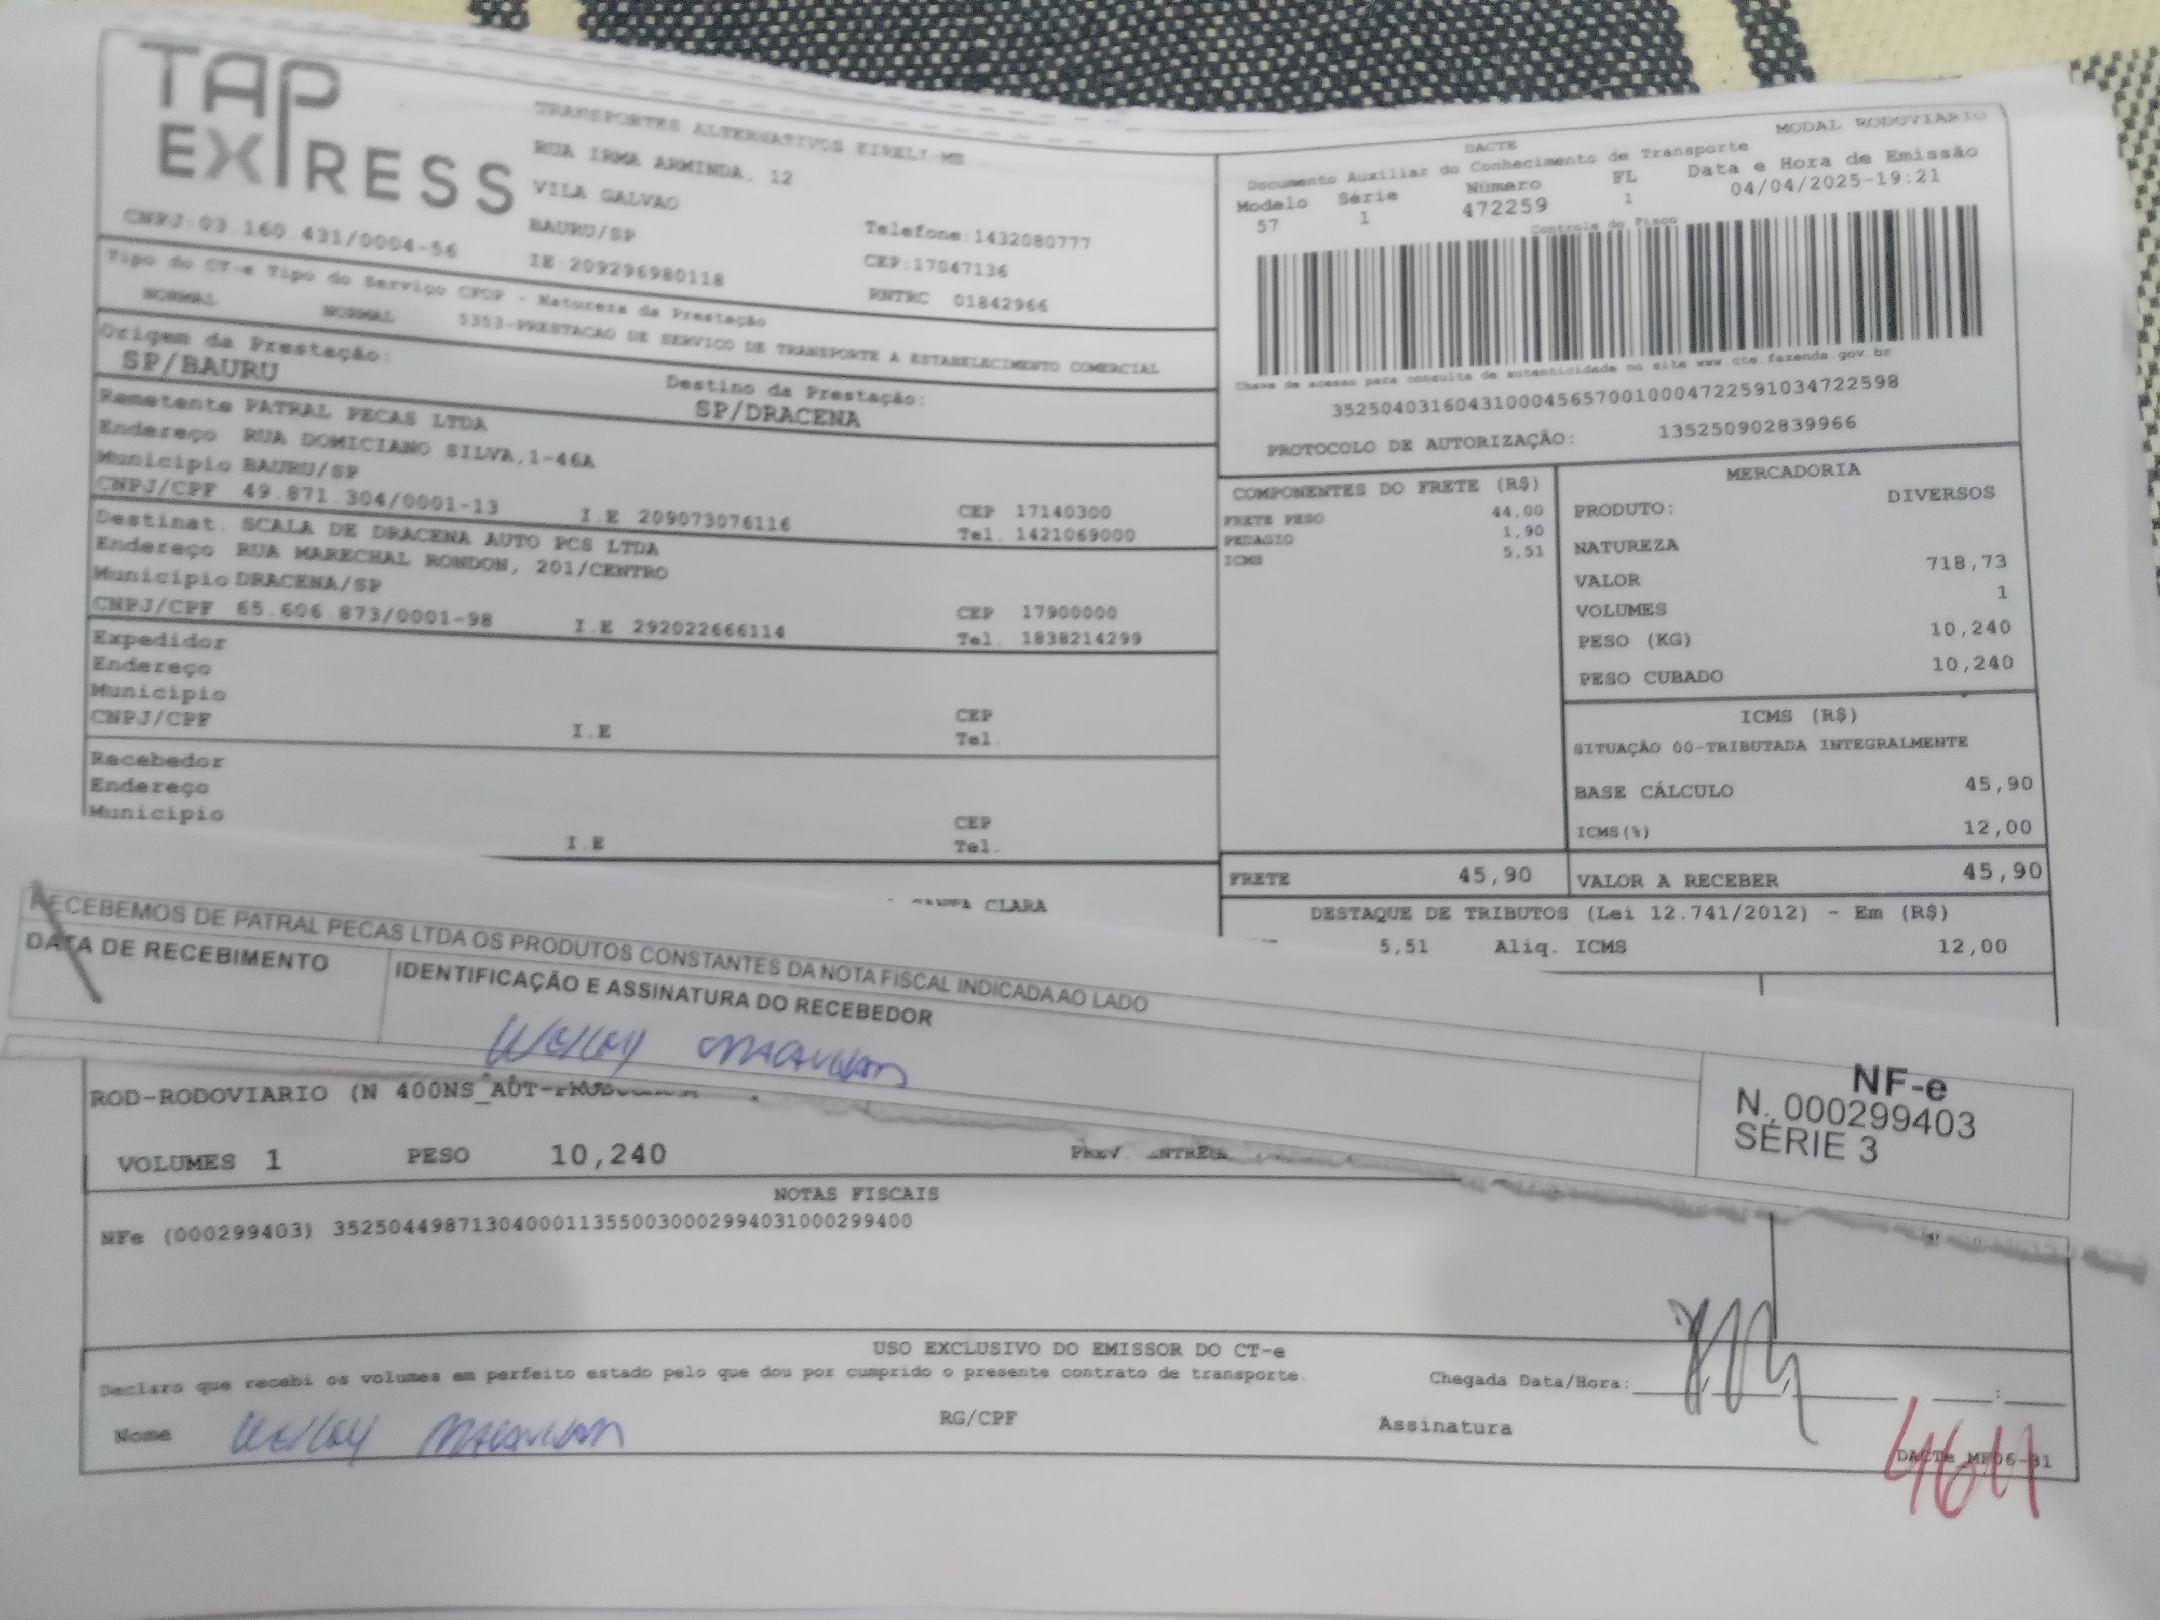 TAP
EXPRESS
CNPJ:03.160.431/0004-56
TRANSPORTES ALTERNATIVOS EIRELI-ME
RUA IRMA ARMINDA, 12
VILA GALVAO
BAURU/SP
IE:209296980118
Telefone:1432080777
CEP:17047136
RNTRC 01842966
Tipo do CT-e Tipo do Serviço CFOP - Natureza da Prestação
NORMAL NORMAL 5353-PRESTACAO DE SERVICO DE TRANSPORTE A ESTABELECIMENTO COMERCIAL
Origem da Prestação:
SP/BAURU
Destino da Prestação:
SP/DRACENA
Remetente PATRAL PECAS LTDA
Endereço RUA DOMICIANO SILVA,1-46A
Município BAURU/SP
CNPJ/CPF 49.871.304/0001-13 I.E 209073076116
CEP 17140300
Tel. 1421069000
Destinat. SCALA DE DRACENA AUTO PCS LTDA
Endereço RUA MARECHAL RONDON, 201/CENTRO
Município DRACENA/SP
CNPJ/CPF 65.606.873/0001-98 I.E 292022666114
CEP 17900000
Tel. 1838214299
Expedidor
Endereço
Município
CNPJ/CPF I.E
CEP
Tel.
Recebedor
Endereço
Município
I.E
CEP
Tel.
CLARA
DACTE
MODAL RODOVIARIO
Documento Auxiliar do Conhecimento de Transporte
Modelo Série Número FL Data e Hora de Emissão
57 1 472259 1 04/04/2025-19:21
Controle do Fisco
Chave de acesso para consulta de autenticidade no site www.cte.fazenda.gov.br
35250403160431000456570010004722591034722598
PROTOCOLO DE AUTORIZAÇÃO: 135250902839966
COMPONENTES DO FRETE (R$)
FRETE PESO 44,00
PEDAGIO 1,90
ICMS 5,51
MERCADORIA
PRODUTO: DIVERSOS
NATUREZA
VALOR 718,73
VOLUMES 1
PESO (KG) 10,240
PESO CUBADO 10,240
ICMS (R$)
SITUAÇÃO 00-TRIBUTADA INTEGRALMENTE
BASE CÁLCULO 45,90
ICMS(%) 12,00
FRETE 45,90
VALOR A RECEBER 45,90
DESTAQUE DE TRIBUTOS (Lei 12.741/2012) - Em (R$)
5,51 Aliq. ICMS 12,00
RECEBEMOS DE PATRAL PECAS LTDA OS PRODUTOS CONSTANTES DA NOTA FISCAL INDICADA AO LADO
DATA DE RECEBIMENTO
IDENTIFICAÇÃO E ASSINATURA DO RECEBEDOR
NF-e
N. 000299403
SÉRIE 3
ROD-RODOVIARIO (N 400NS_AUT-
VOLUMES 1 PESO 10,240 PREV. ENTREGA
NOTAS FISCAIS
NFe (000299403) 35250449871304000113550030002994031000299400
USO EXCLUSIVO DO EMISSOR DO CT-e
Declaro que recebi os volumes em perfeito estado pelo que dou por cumprido o presente contrato de transporte.
Chegada Data/Hora:
Nome
RG/CPF
Assinatura
DACTe_MF06-31